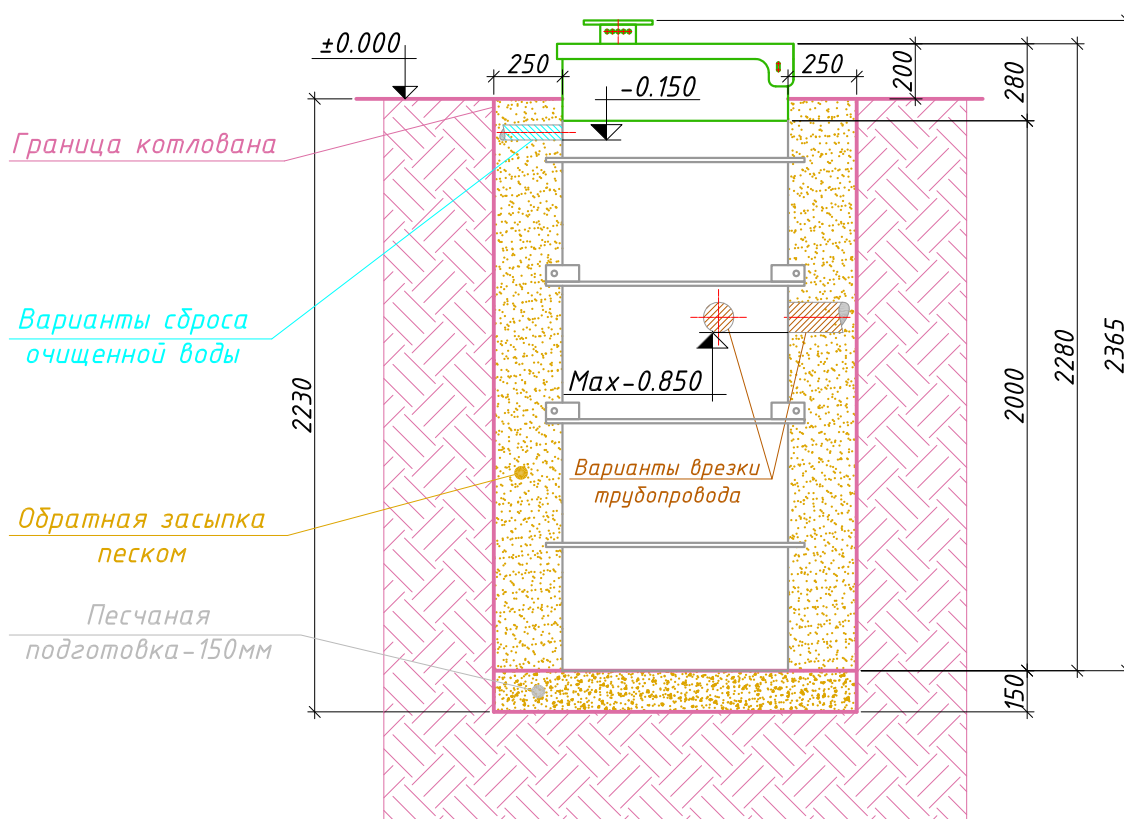 ±0.000
250
250
200
280
-0.150
Граница котлована
Варианты сброса
очищенной воды
2365
2280
2000
2230
Max-0.850
Варианты врезки
трубопровода
Обратная засыпка
песком
Песчаная
подготовка-150мм
150